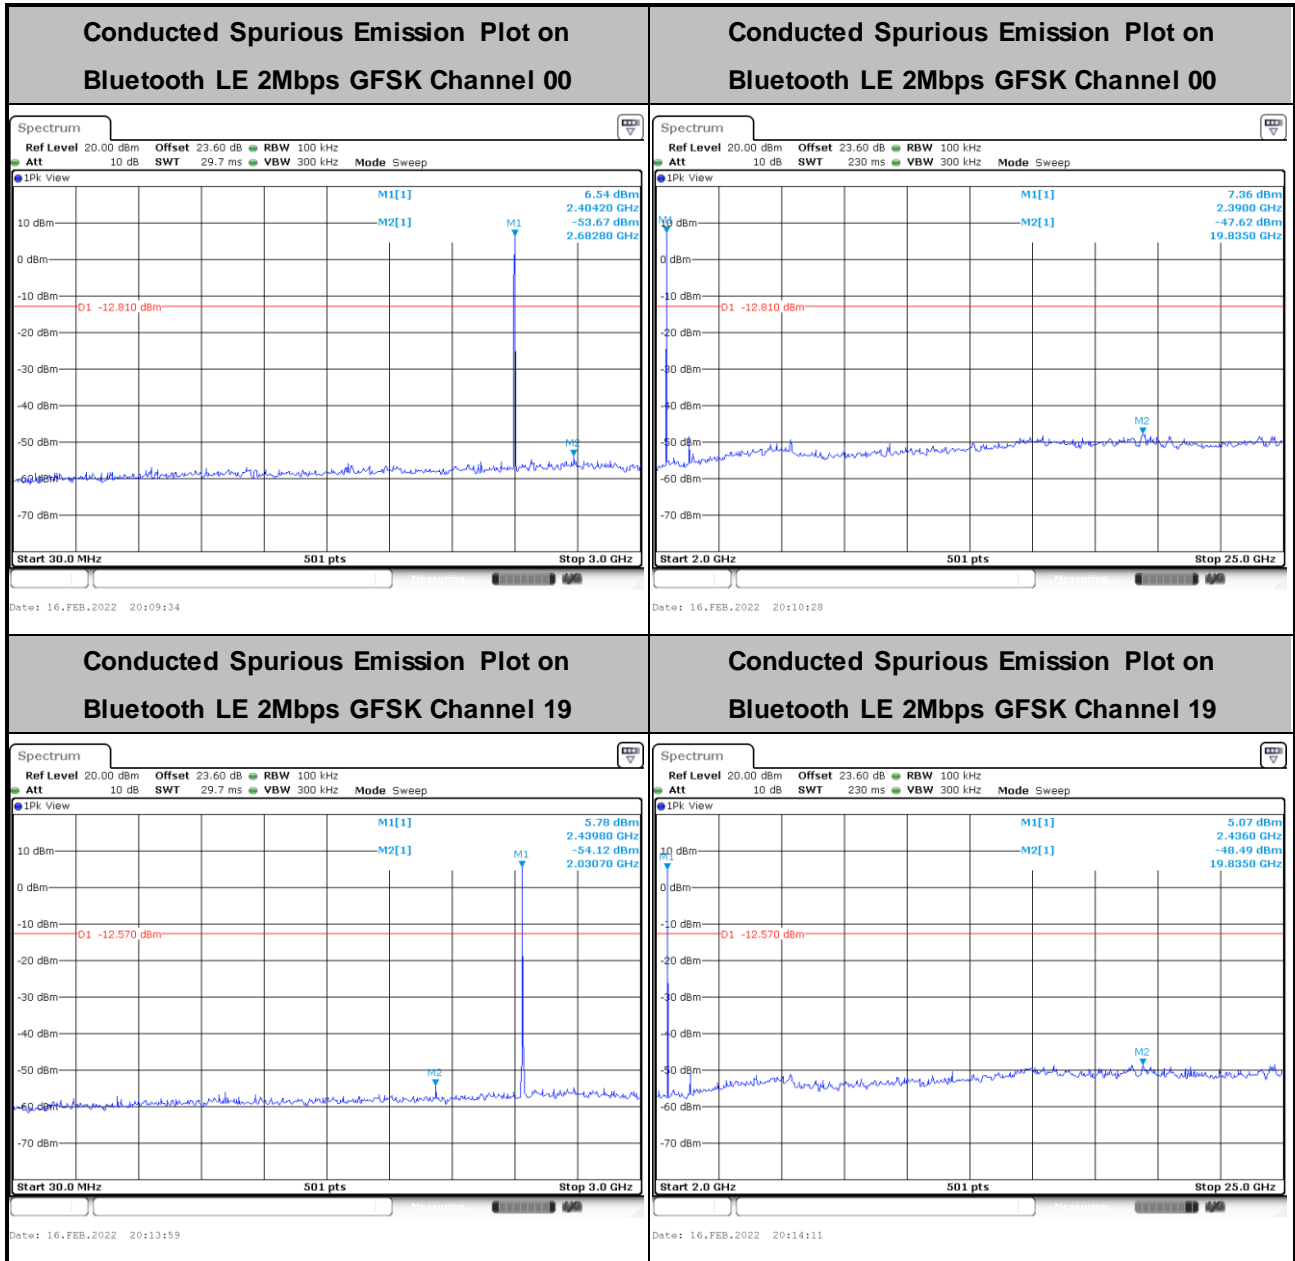 Conducted Spurious Emission Plot on
Bluetooth LE 2Mbps GFSK Channel 00
Spectrum
Ref Level 20.00 dBm Offset 23.60 dB RBW 100 kHz
Att 10 dB SWT 29.7 ms VBW 300 kHz Mode Sweep
1Pk View
M1[1] 6.54 dBm
2.40420 GHz
M2[1] -53.67 dBm
2.68280 GHz
10 dBm
M1
0 dBm
-10 dBm
D1 -12.810 dBm
-20 dBm
-30 dBm
-40 dBm
-50 dBm
M2
-60 dBm
-70 dBm
Start 30.0 MHz 501 pts Stop 3.0 GHz
Measuring
Date: 16.FEB.2022 20:09:34
Conducted Spurious Emission Plot on
Bluetooth LE 2Mbps GFSK Channel 00
Spectrum
Ref Level 20.00 dBm Offset 23.60 dB RBW 100 kHz
Att 10 dB SWT 230 ms VBW 300 kHz Mode Sweep
1Pk View
M1[1] 7.36 dBm
2.3900 GHz
M2[1] -47.62 dBm
19.8350 GHz
M1
10 dBm
0 dBm
-10 dBm
D1 -12.810 dBm
-20 dBm
-30 dBm
-40 dBm
M2
-50 dBm
-60 dBm
-70 dBm
Start 2.0 GHz 501 pts Stop 25.0 GHz
Measuring
Date: 16.FEB.2022 20:10:28
Conducted Spurious Emission Plot on
Bluetooth LE 2Mbps GFSK Channel 19
Spectrum
Ref Level 20.00 dBm Offset 23.60 dB RBW 100 kHz
Att 10 dB SWT 29.7 ms VBW 300 kHz Mode Sweep
1Pk View
M1[1] 5.78 dBm
2.43980 GHz
M2[1] -54.12 dBm
2.03070 GHz
10 dBm
M1
0 dBm
-10 dBm
D1 -12.570 dBm
-20 dBm
-30 dBm
-40 dBm
-50 dBm
M2
-60 dBm
-70 dBm
Start 30.0 MHz 501 pts Stop 3.0 GHz
Measuring
Date: 16.FEB.2022 20:13:59
Conducted Spurious Emission Plot on
Bluetooth LE 2Mbps GFSK Channel 19
Spectrum
Ref Level 20.00 dBm Offset 23.60 dB RBW 100 kHz
Att 10 dB SWT 230 ms VBW 300 kHz Mode Sweep
1Pk View
M1[1] 5.07 dBm
2.4360 GHz
M2[1] -48.49 dBm
19.8350 GHz
10 dBm
M1
0 dBm
-10 dBm
D1 -12.570 dBm
-20 dBm
-30 dBm
-40 dBm
M2
-50 dBm
-60 dBm
-70 dBm
Start 2.0 GHz 501 pts Stop 25.0 GHz
Measuring
Date: 16.FEB.2022 20:14:11